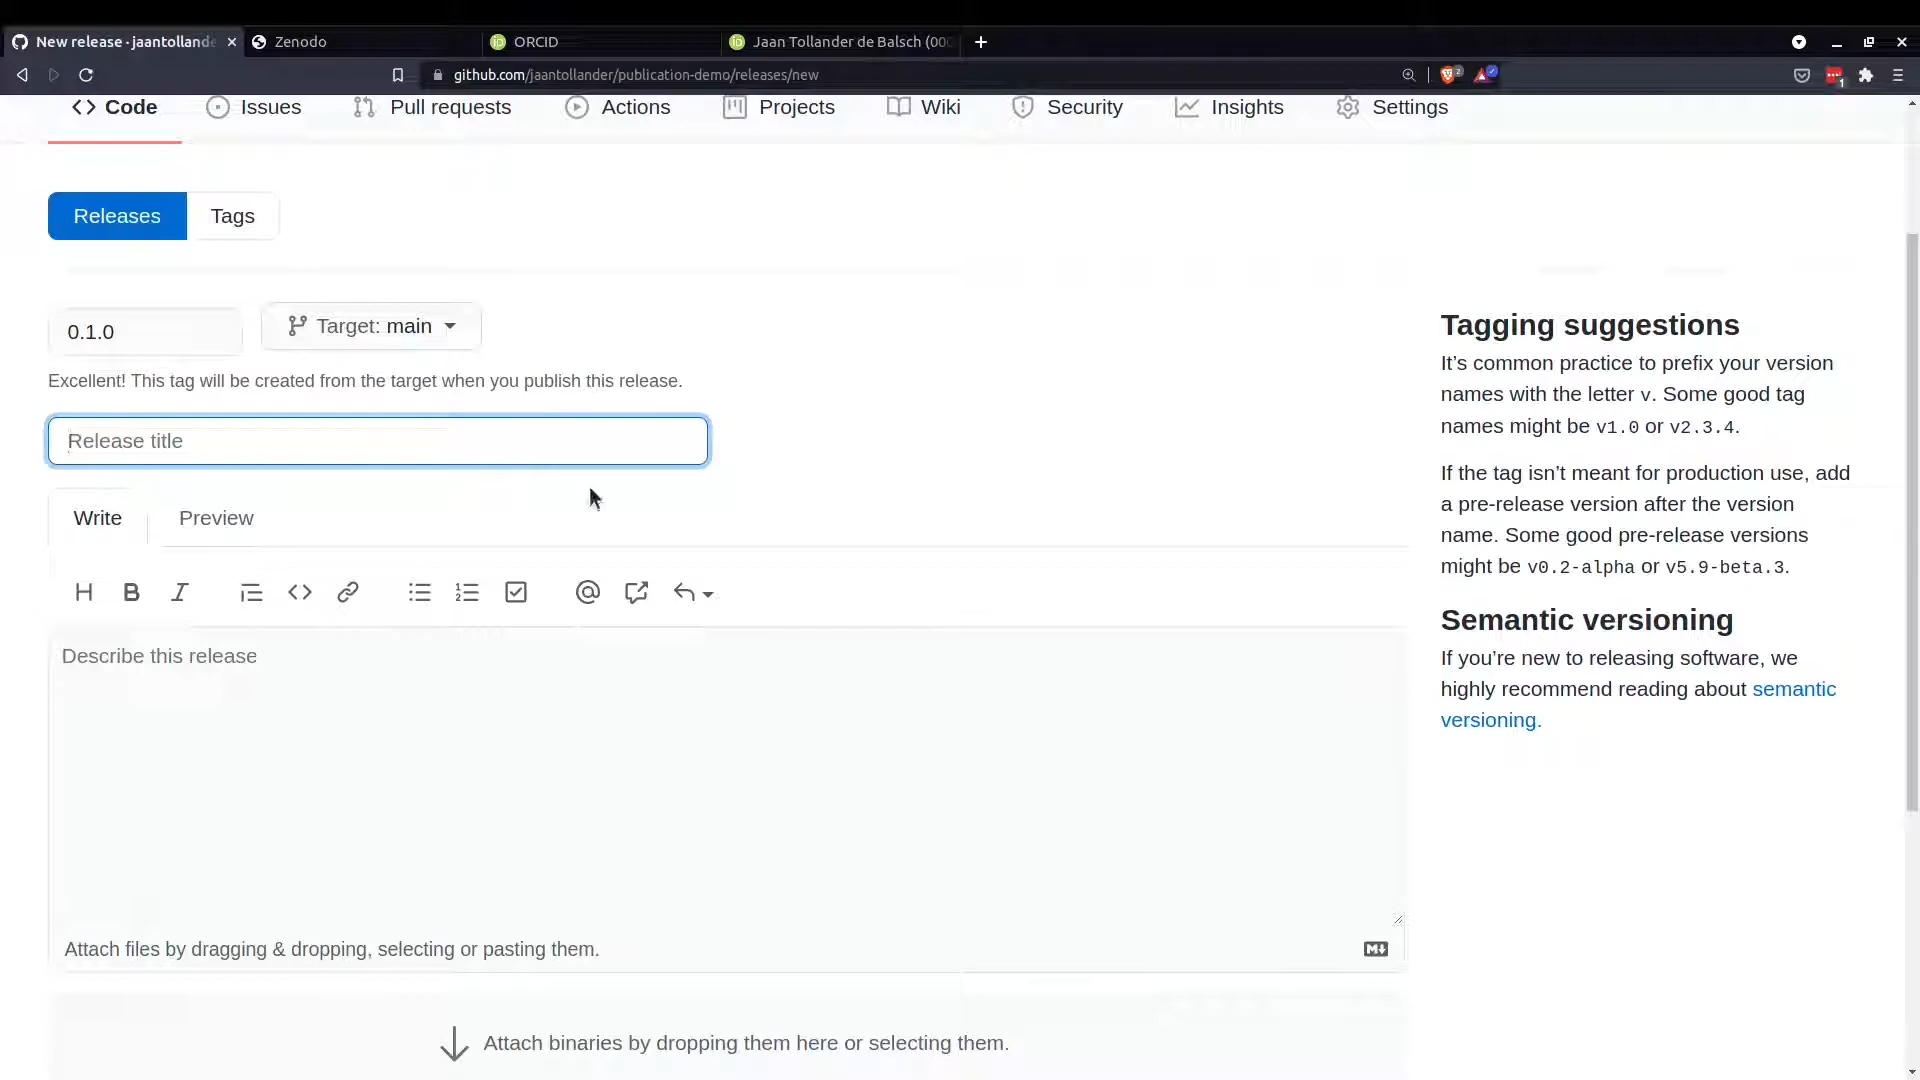 New release · jaantollande
Zenodo
ORCID
Jaan Tollander de Balsch (000
github.com/jaantollander/publication-demo/releases/new
Code
Issues
Pull requests
Actions
Projects
Wiki
Security
Insights
Settings
Releases
Tags
0.1.0
Target: main
Excellent! This tag will be created from the target when you publish this release.
Release title
Write
Preview
Describe this release
Attach files by dragging & dropping, selecting or pasting them.
Attach binaries by dropping them here or selecting them.
Tagging suggestions
It’s common practice to prefix your version
names with the letter v. Some good tag
names might be v1.0 or v2.3.4.
If the tag isn’t meant for production use, add
a pre-release version after the version
name. Some good pre-release versions
might be v0.2-alpha or v5.9-beta.3.
Semantic versioning
If you’re new to releasing software, we
highly recommend reading about semantic
versioning.